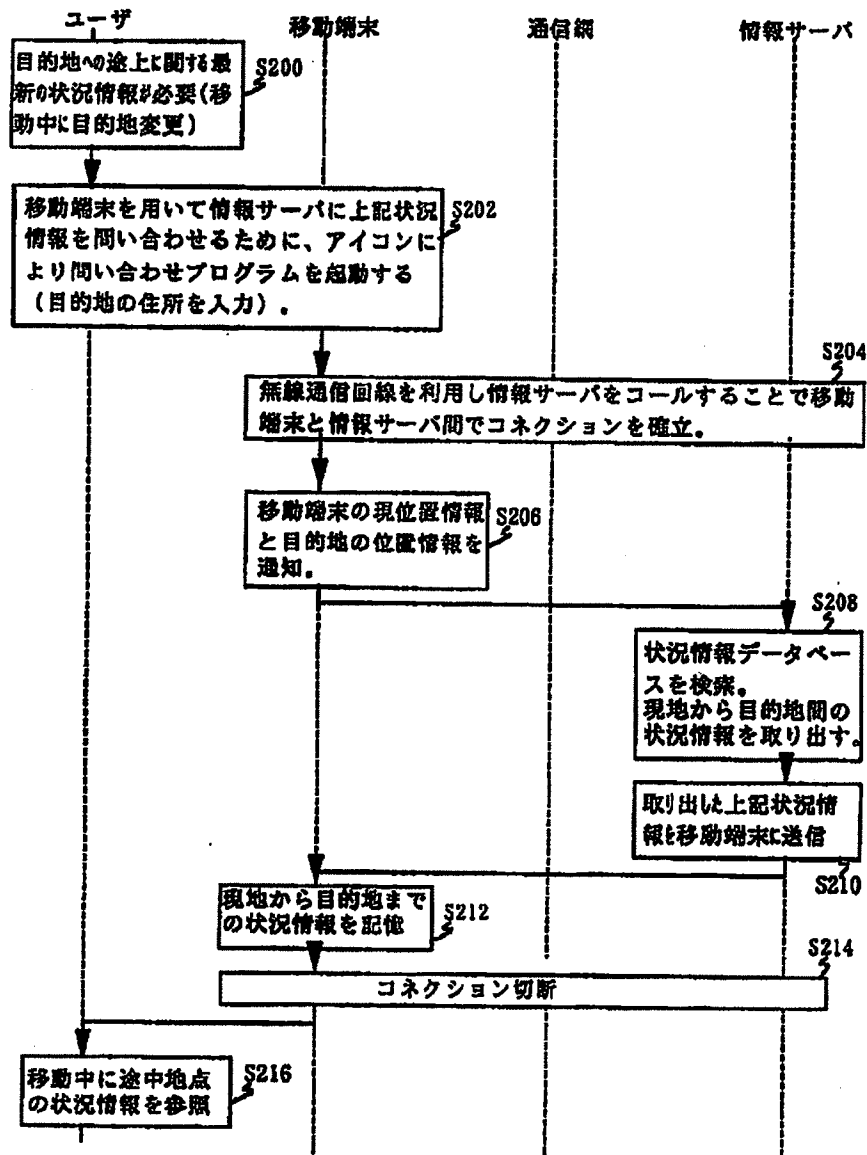 ユーザ
移動端末
通信網
情報サーバ
目的地への途上に関する最
新の状況情報が必要(移
動中に目的地変更)
S200
移動端末を用いて情報サーバに上記状況
情報を問い合わせるために、アイコンに
より問い合わせプログラムを起動する
(目的地の住所を入力)。
S202
S204
無線通信回線を利用し情報サーバをコールすることで移動
端末と情報サーバ間でコネクションを確立。
移動端末の現位置情報
と目的地の位置情報を
通知。
S206
S208
状況情報データベー
スを検索。
現地から目的地間の
状況情報を取り出す。
取り出した上記状況情
報を移動端末に送信
S210
現地から目的地まで
の状況情報を記憶
S212
S214
コネクション切断
移動中に途中地点
の状況情報を参照
S216